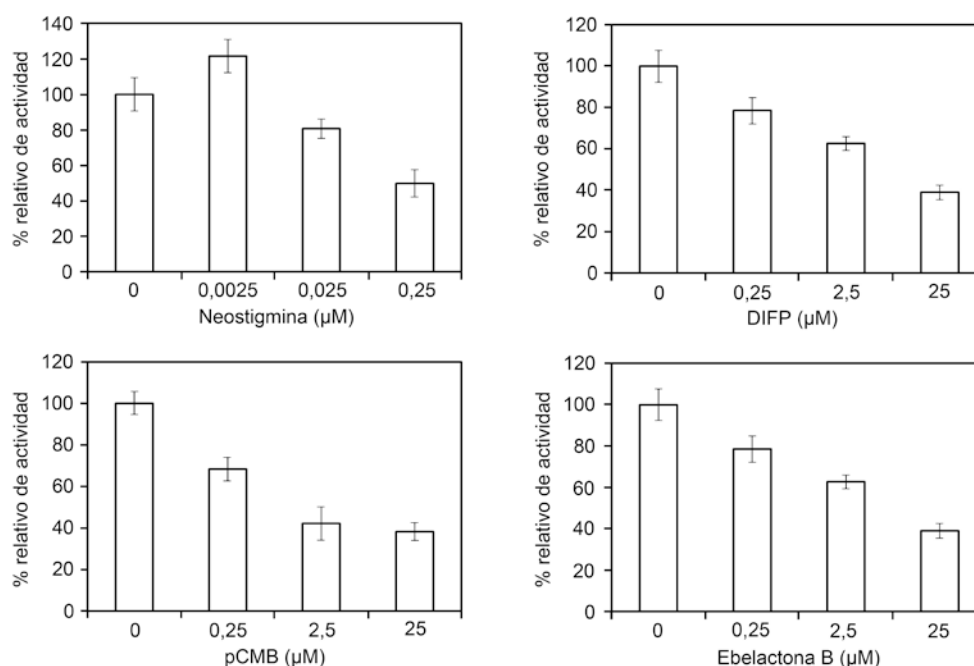 % relativo de actividad
140
120
100
80
60
40
20
0
0 0,0025 0,025 0,25
Neostigmina (µM)
% relativo de actividad
120
100
80
60
40
20
0
0 0,25 2,5 25
DIFP (µM)
% relativo de actividad
120
100
80
60
40
20
0
0 0,25 2,5 25
pCMB (µM)
% relativo de actividad
120
100
80
60
40
20
0
0 0,25 2,5 25
Ebelactona B (µM)